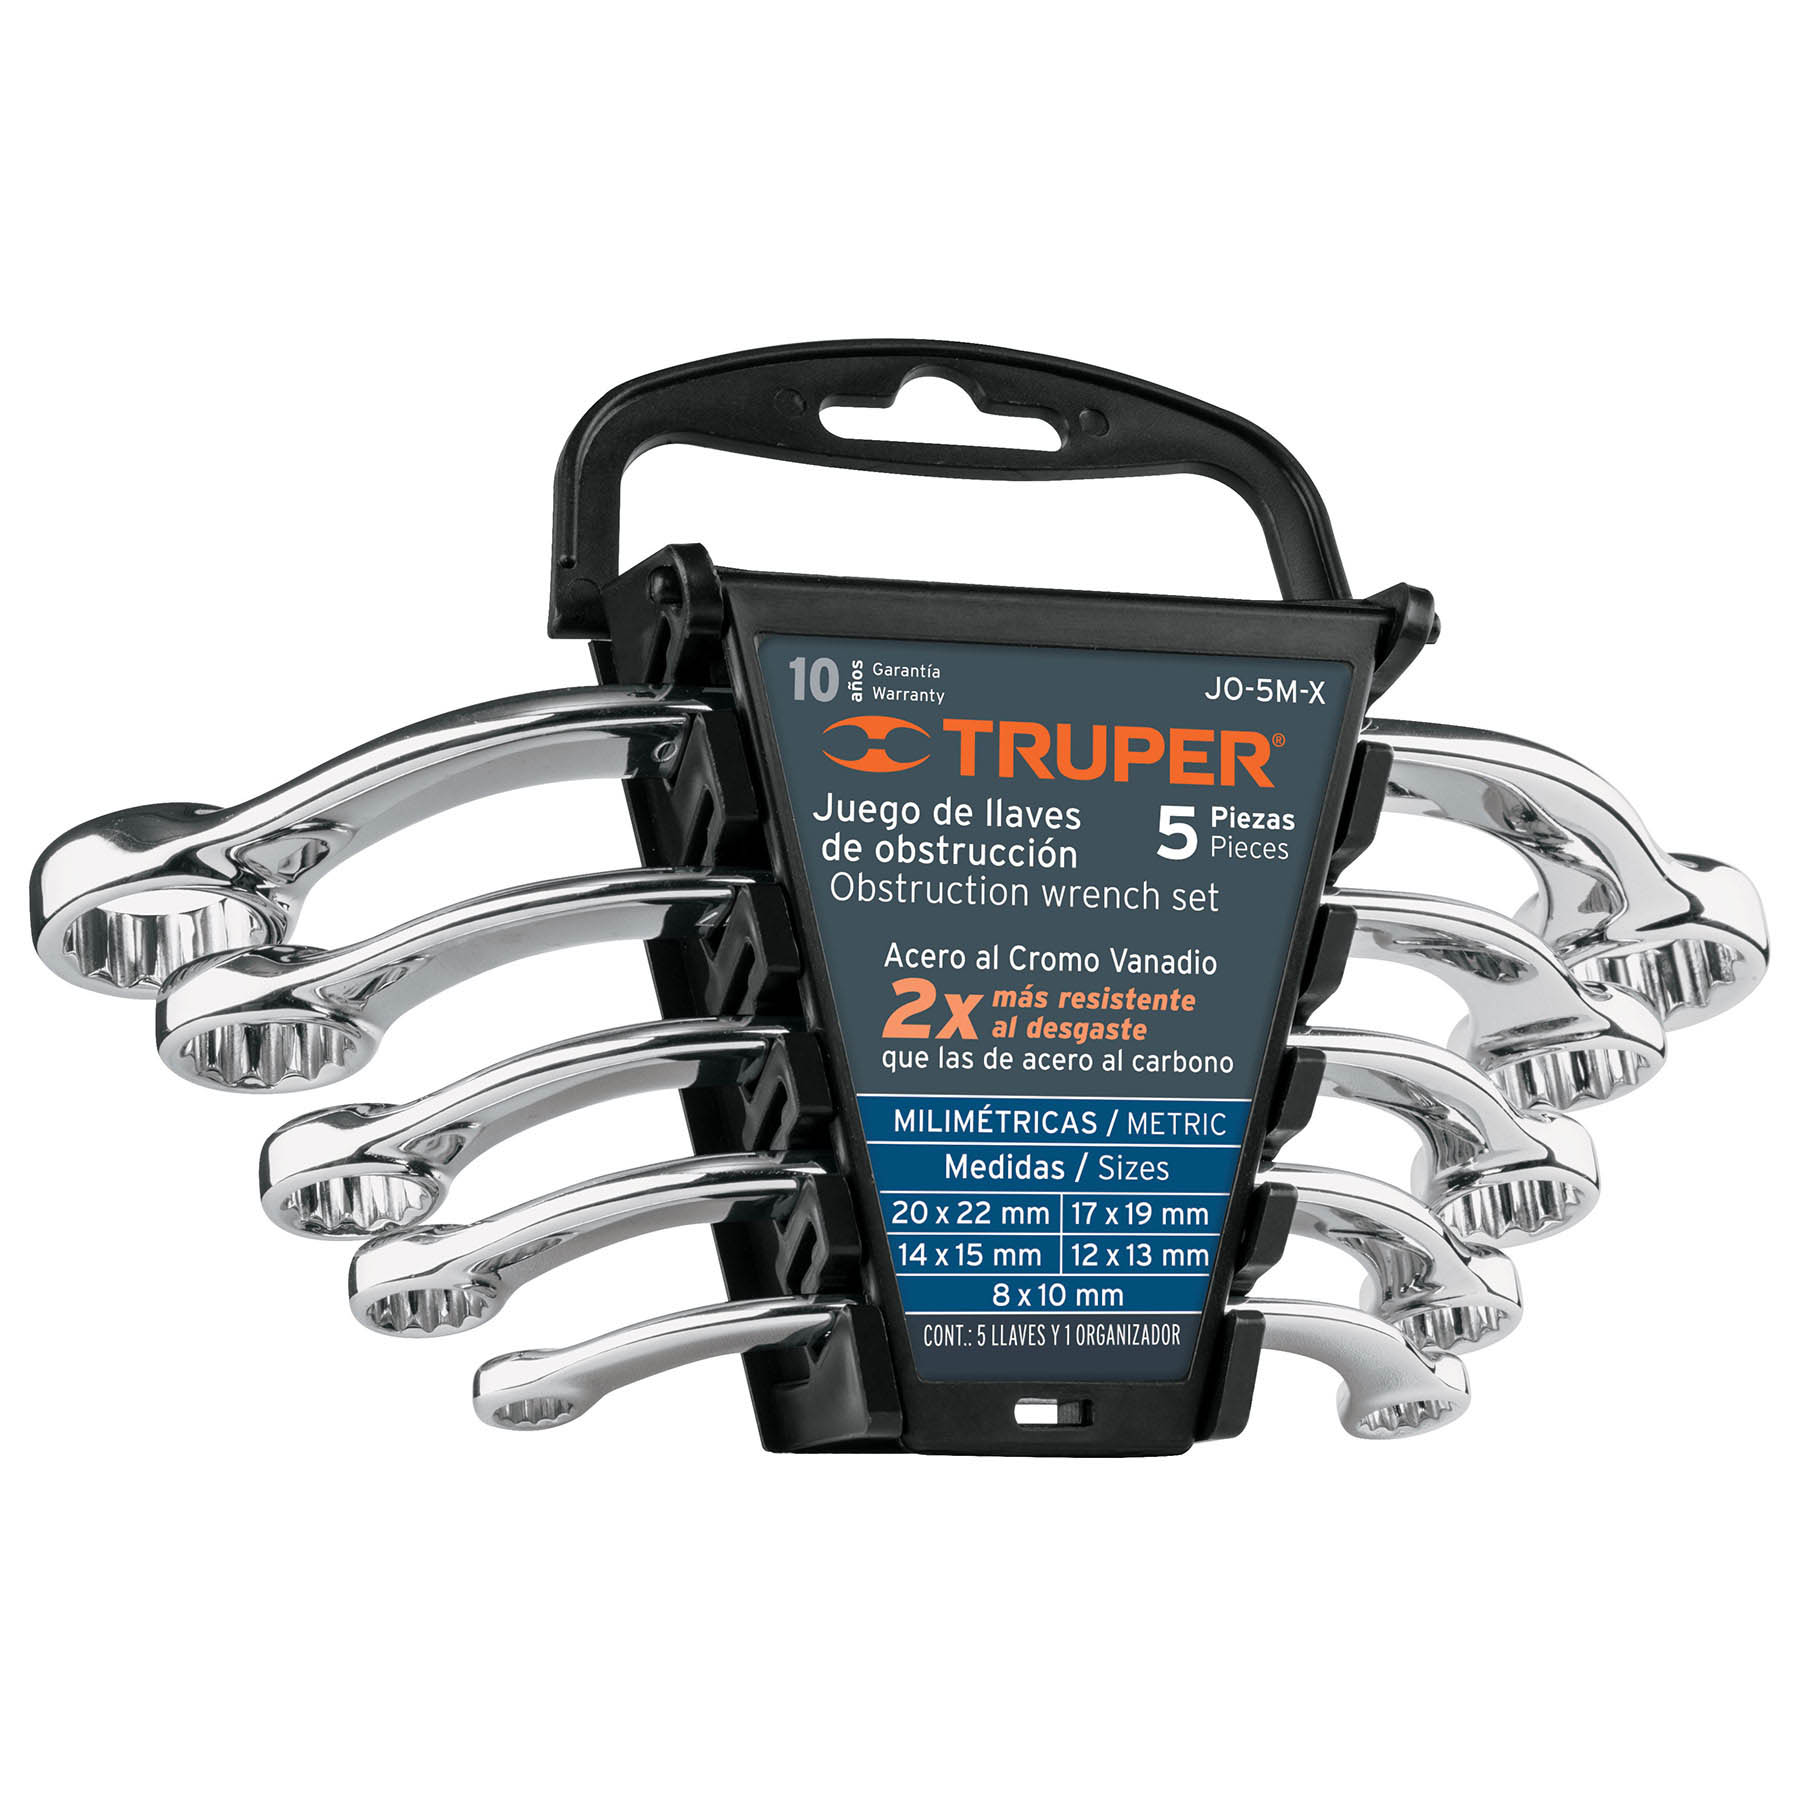 10 años Garantía
Warranty
JO-5M-X
TRUPER®
Juego de llaves
de obstrucción
Obstruction wrench set
5 Piezas
Pieces
Acero al Cromo Vanadio
2x más resistente
al desgaste
que las de acero al carbono
MILIMÉTRICAS / METRIC
Medidas / Sizes
20 x 22 mm 17 x 19 mm
14 x 15 mm 12 x 13 mm
8 x 10 mm
CONT.: 5 LLAVES Y 1 ORGANIZADOR